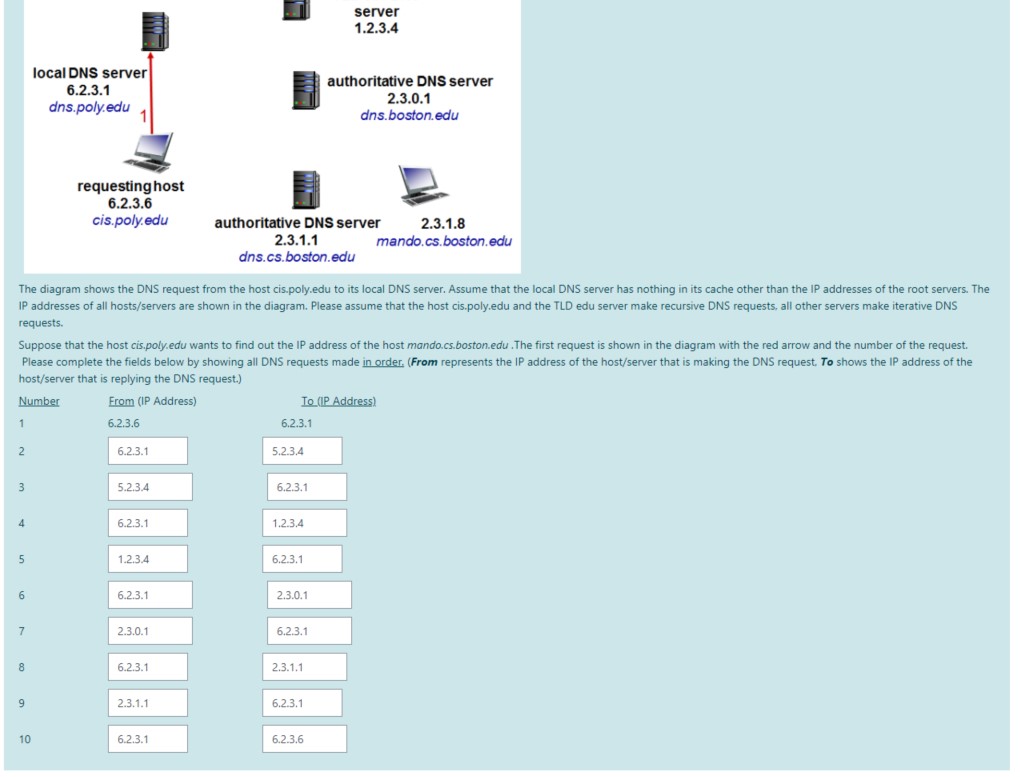 server
1.2.3.4
local DNS server
6.2.3.1
dns.poly.edu
1
authoritative DNS server
2.3.0.1
dns.boston.edu
requesting host
6.2.3.6
cis.poly.edu
authoritative DNS server
2.3.1.1
dns.cs.boston.edu
2.3.1.8
mando.cs.boston.edu
The diagram shows the DNS request from the host cis.poly.edu to its local DNS server. Assume that the local DNS server has nothing in its cache other than the IP addresses of the root servers. The
IP addresses of all hosts/servers are shown in the diagram. Please assume that the host cis.poly.edu and the TLD edu server make recursive DNS requests, all other servers make iterative DNS
requests.
Suppose that the host cis.poly.edu wants to find out the IP address of the host mando.cs.boston.edu .The first request is shown in the diagram with the red arrow and the number of the request.
Please complete the fields below by showing all DNS requests made in order. (From represents the IP address of the host/server that is making the DNS request. To shows the IP address of the
host/server that is replying the DNS request.)
Number From (IP Address) To (IP Address)
1 6.2.3.6 6.2.3.1
2 6.2.3.1 5.2.3.4
3 5.2.3.4 6.2.3.1
4 6.2.3.1 1.2.3.4
5 1.2.3.4 6.2.3.1
6 6.2.3.1 2.3.0.1
7 2.3.0.1 6.2.3.1
8 6.2.3.1 2.3.1.1
9 2.3.1.1 6.2.3.1
10 6.2.3.1 6.2.3.6